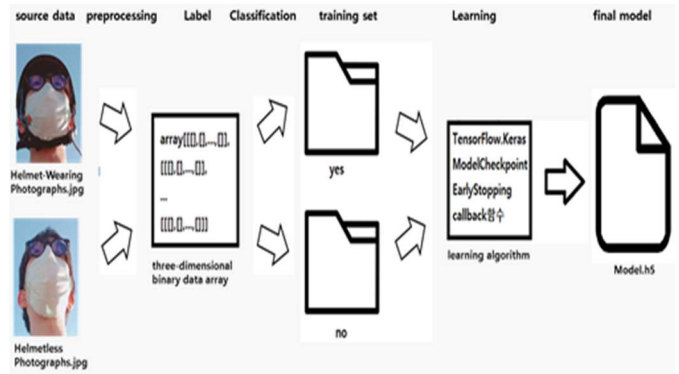 source data preprocessing Label Classification training set Learning final model
Helmet-Wearing
Photographs.jpg
array[[[],[],...,[]],
[[[],[],...,[]],
...
[[[],[],...,[]]]
three-dimensional
binary data array
yes
no
TensorFlow.Keras
ModelCheckpoint
EarlyStopping
callback함수
learning algorithm
Model.h5
Helmetless
Photographs.jpg